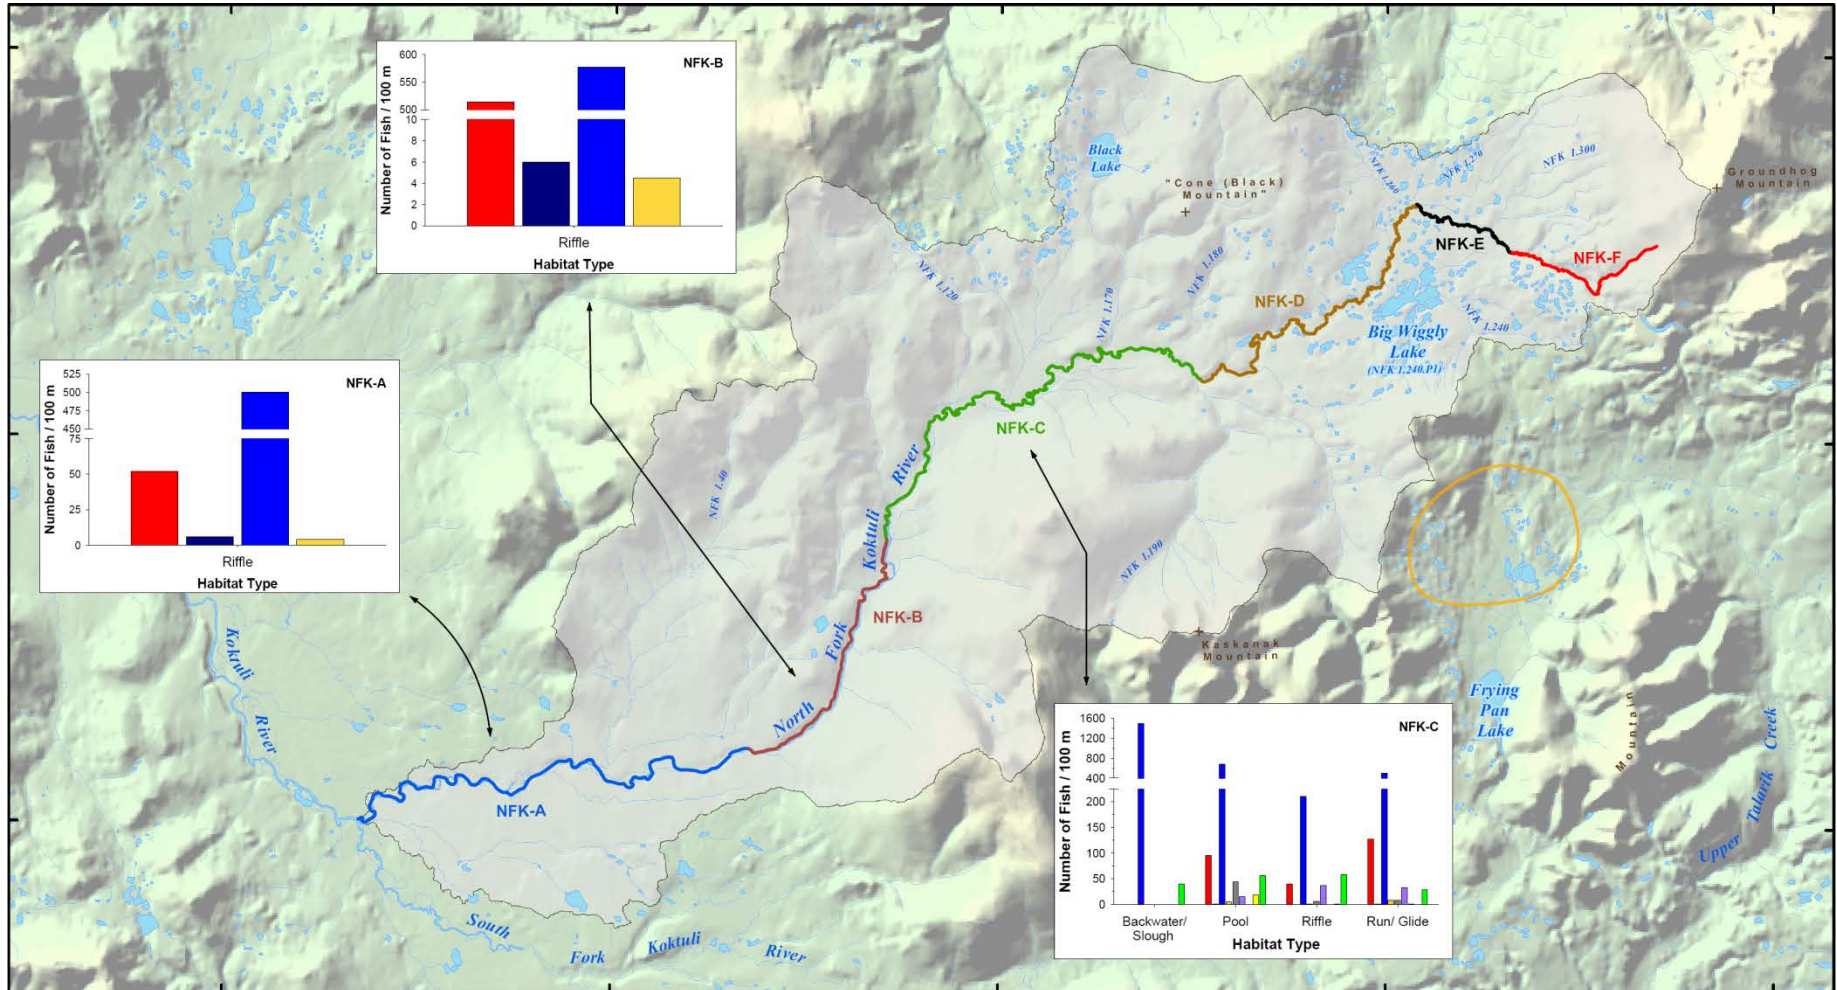 NFK-B
Number of Fish / 100 m
600
550
500
10
8
6
4
2
0
Riffle
Habitat Type
NFK-A
Number of Fish / 100 m
525
500
475
450
75
50
25
0
Riffle
Habitat Type
Black
Lake
"Cone (Black)
Mountain"
NFK 1.260
NFK 1.270
NFK 1.300
Groundhog
Mountain
NFK-E
NFK-F
NFK 1.120
NFK 1.180
NFK 1.170
NFK-D
NFK 1.240
Big Wiggly
Lake
(NFK 1.240.P1)
NFK-C
NFK 1.40
NFK 1.190
North Fork Koktuli River
NFK-B
Kaskanak
Mountain
Koktuli River
NFK-A
Frying
Pan
Lake
Mountain
Upper Talarik Creek
South Fork Koktuli River
NFK-C
Number of Fish / 100 m
1600
1200
800
400
200
150
100
50
0
Backwater/
Slough
Pool
Riffle
Run/ Glide
Habitat Type